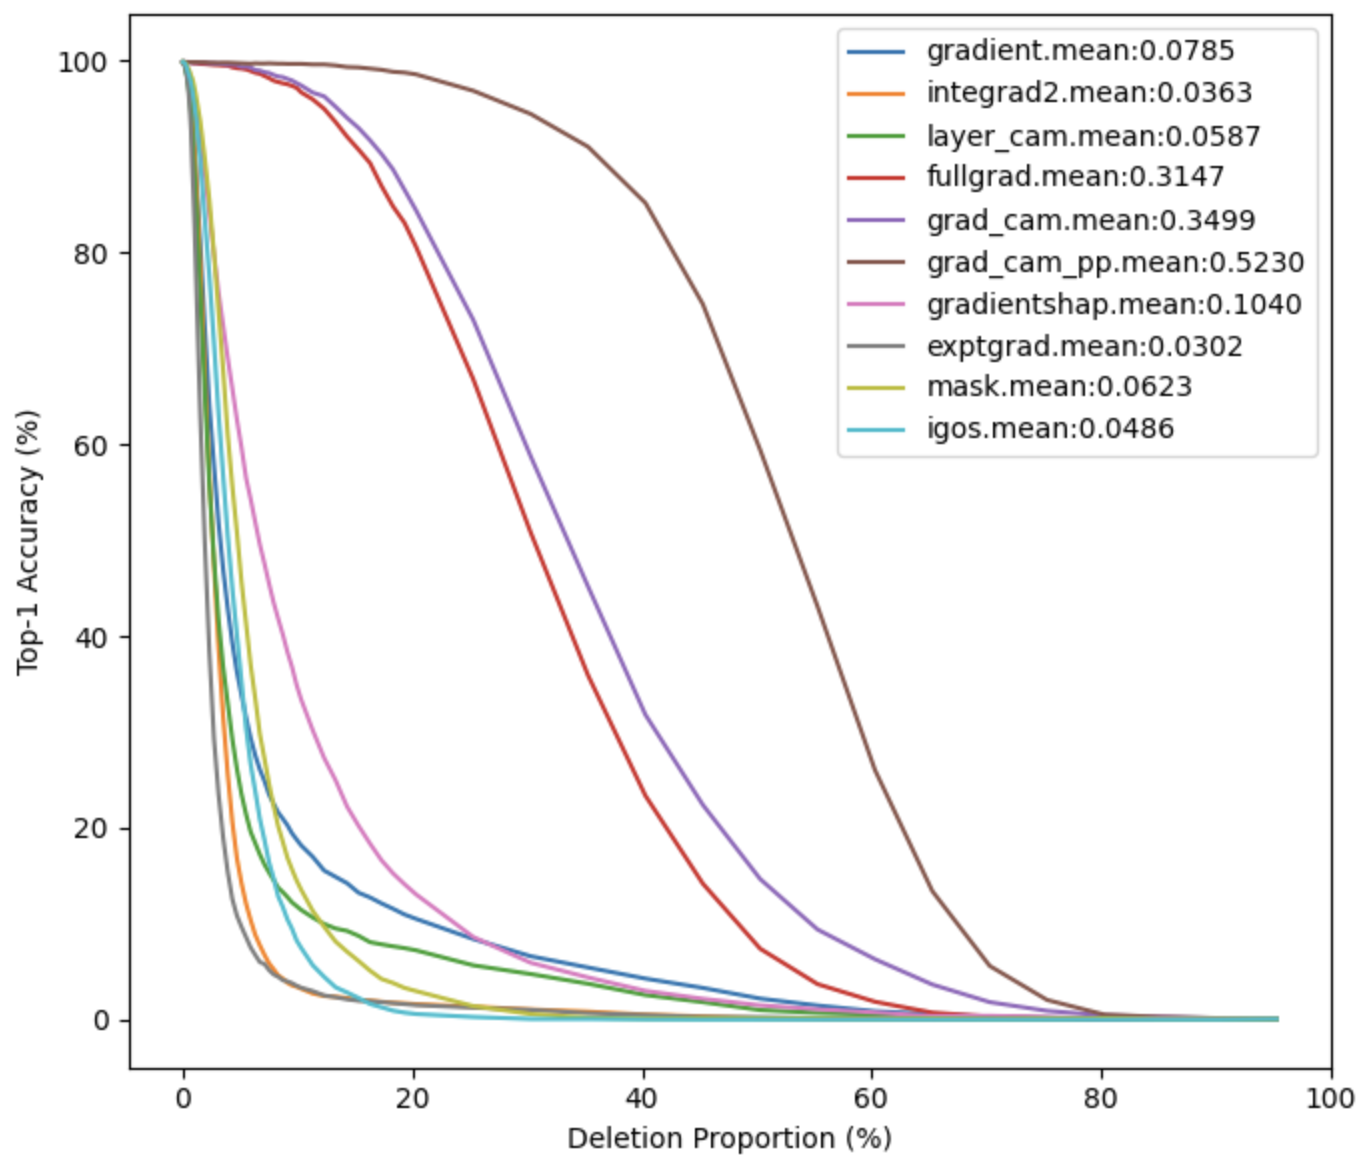 gradient.mean:0.0785
integrad2.mean:0.0363
layer_cam.mean:0.0587
fullgrad.mean:0.3147
grad_cam.mean:0.3499
grad_cam_pp.mean:0.5230
gradientshap.mean:0.1040
exptgrad.mean:0.0302
mask.mean:0.0623
igos.mean:0.0486
100
80
60
40
20
0
Top-1 Accuracy (%)
0 20 40 60 80 100
Deletion Proportion (%)